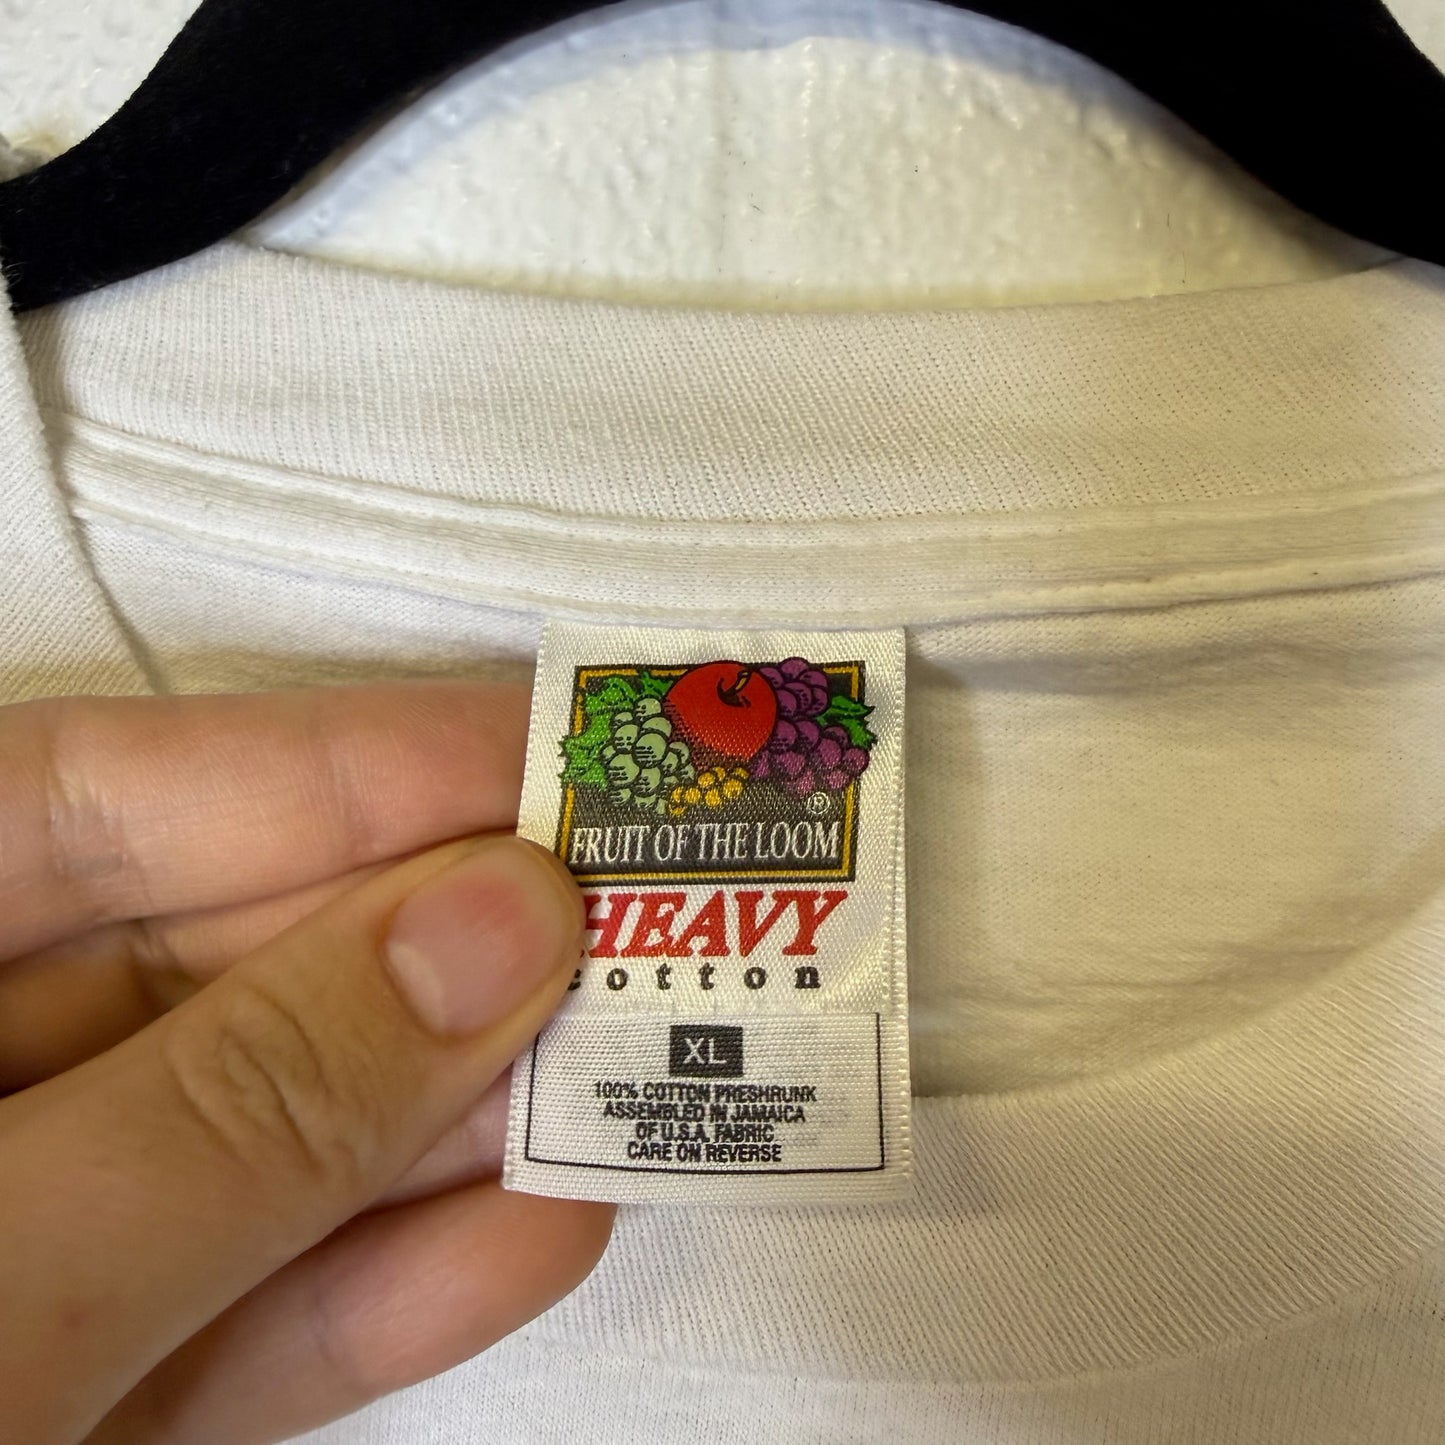 ®
FRUIT OF THE LOOM
HEAVY
cotton
XL
100% COTTON PRESHRUNK
ASSEMBLED IN JAMAICA
OF U.S.A. FABRIC
CARE ON REVERSE